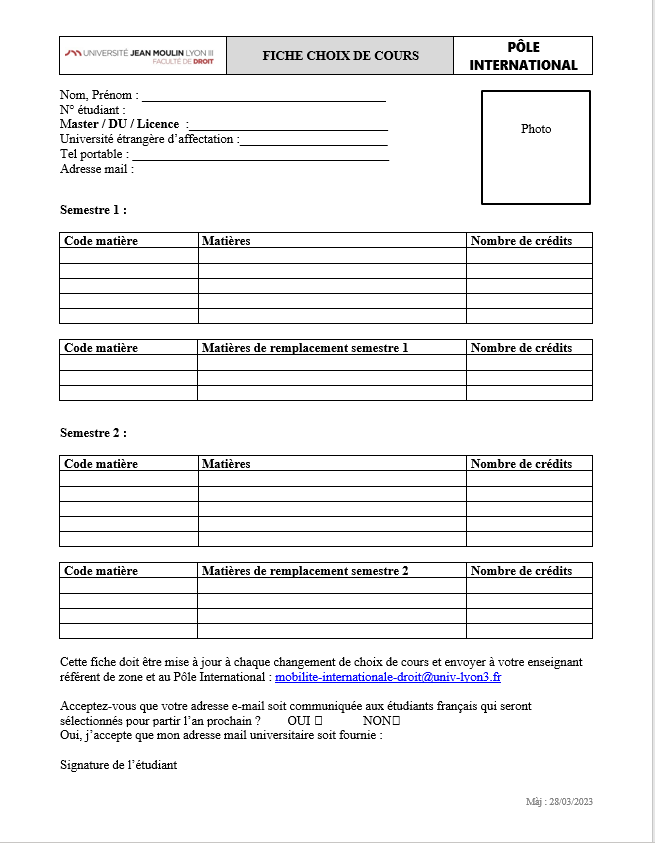 UNIVERSITÉ JEAN MOULIN LYON III
FACULTÉ DE DROIT
FICHE CHOIX DE COURS
PÔLE
INTERNATIONAL
Nom, Prénom :
N° étudiant :
Master / DU / Licence :
Université étrangère d’affectation :
Tel portable :
Adresse mail :
Photo
Semestre 1 :
Code matière Matières Nombre de crédits
Code matière Matières de remplacement semestre 1 Nombre de crédits
Semestre 2 :
Code matière Matières Nombre de crédits
Code matière Matières de remplacement semestre 2 Nombre de crédits
Cette fiche doit être mise à jour à chaque changement de choix de cours et envoyer à votre enseignant
référent de zone et au Pôle International : mobilite-internationale-droit@univ-lyon3.fr
Acceptez-vous que votre adresse e-mail soit communiquée aux étudiants français qui seront
sélectionnés pour partir l’an prochain ? OUI NON
Oui, j’accepte que mon adresse mail universitaire soit fournie :
Signature de l’étudiant
Màj : 28/03/2023